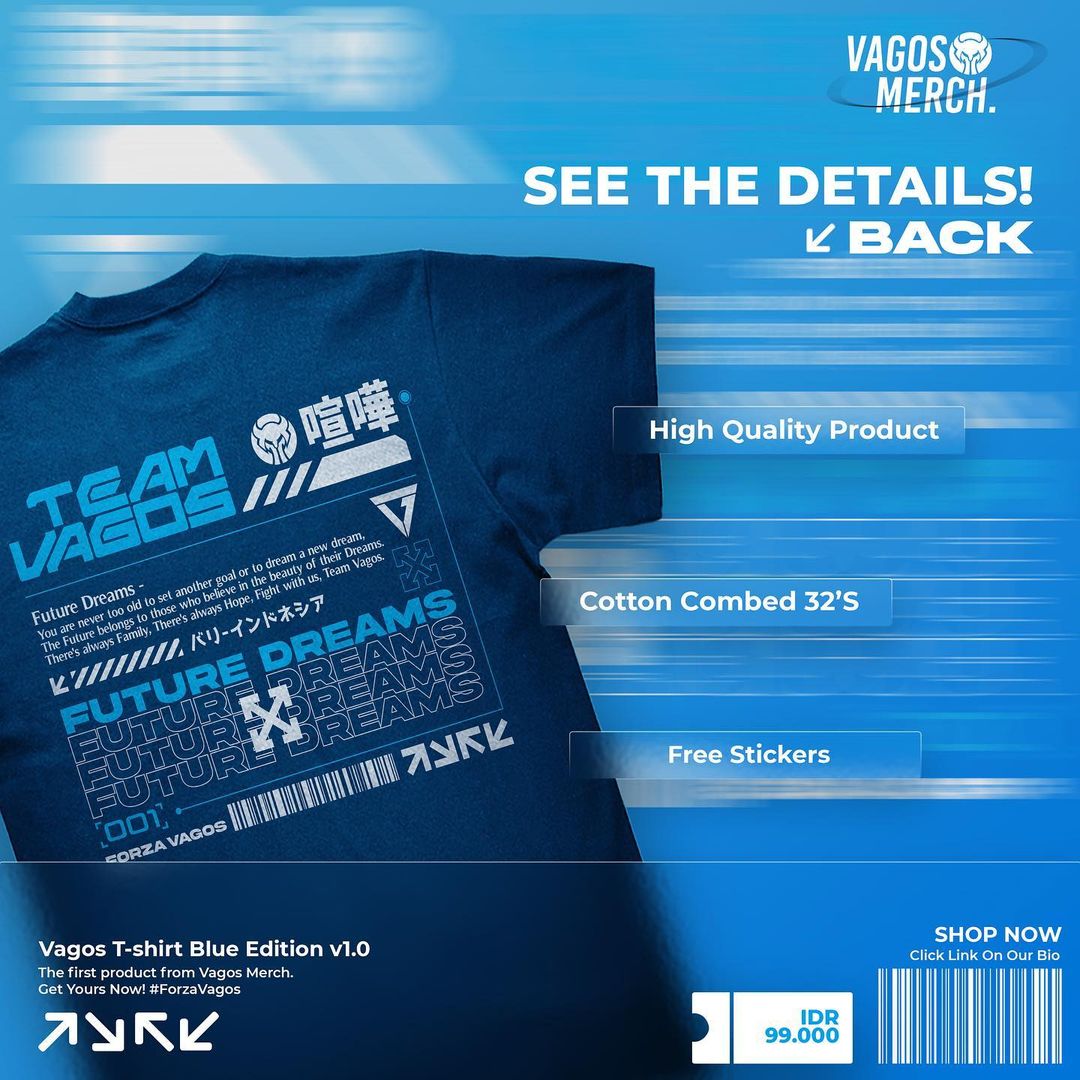 VAGOS
MERCH.
SEE THE DETAILS!
BACK
TEAM
VAGOS
喧嘩
Future Dreams -
You are never too old to set another goal or to dream a new dream,
The Future belongs to those who believe in the beauty of their Dreams.
There's always Family, There's always Hope, Fight with us, Team Vagos.
バリ-インドネシア
FUTURE DREAMS
FUTURE DREAMS
FUTURE DREAMS
FUTURE DREAMS
[001]
FORZA VAGOS
High Quality Product
Cotton Combed 32'S
Free Stickers
Vagos T-shirt Blue Edition v1.0
The first product from Vagos Merch.
Get Yours Now! #ForzaVagos
SHOP NOW
Click Link On Our Bio
IDR
99.000